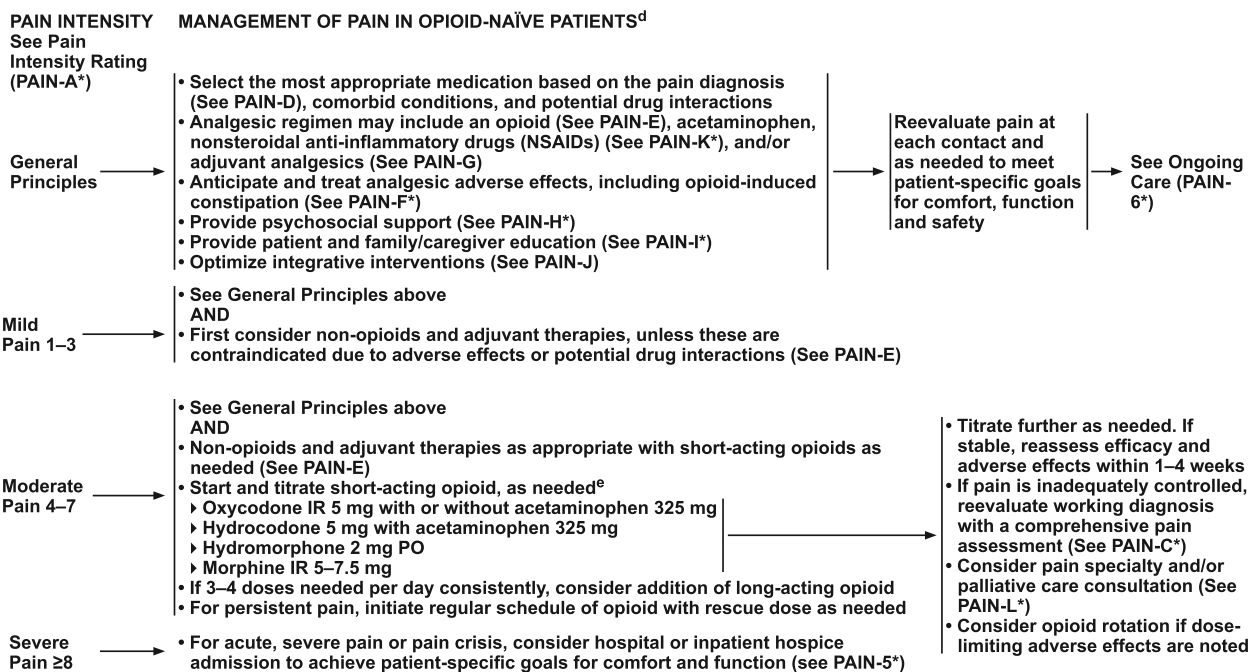 PAIN INTENSITY
See Pain
Intensity Rating
(PAIN-A*)
MANAGEMENT OF PAIN IN OPIOID-NAÏVE PATIENTSd
General
Principles
• Select the most appropriate medication based on the pain diagnosis
(See PAIN-D), comorbid conditions, and potential drug interactions
• Analgesic regimen may include an opioid (See PAIN-E), acetaminophen,
nonsteroidal anti-inflammatory drugs (NSAIDs) (See PAIN-K*), and/or
adjuvant analgesics (See PAIN-G)
• Anticipate and treat analgesic adverse effects, including opioid-induced
constipation (See PAIN-F*)
• Provide psychosocial support (See PAIN-H*)
• Provide patient and family/caregiver education (See PAIN-I*)
• Optimize integrative interventions (See PAIN-J)
Reevaluate pain at
each contact and
as needed to meet
patient-specific goals
for comfort, function
and safety
See Ongoing
Care (PAIN-
6*)
Mild
Pain 1–3
• See General Principles above
AND
• First consider non-opioids and adjuvant therapies, unless these are
contraindicated due to adverse effects or potential drug interactions (See PAIN-E)
Moderate
Pain 4–7
• See General Principles above
AND
• Non-opioids and adjuvant therapies as appropriate with short-acting opioids as
needed (See PAIN-E)
• Start and titrate short-acting opioid, as needede
Oxycodone IR 5 mg with or without acetaminophen 325 mg
Hydrocodone 5 mg with acetaminophen 325 mg
Hydromorphone 2 mg PO
Morphine IR 5–7.5 mg
• If 3–4 doses needed per day consistently, consider addition of long-acting opioid
• For persistent pain, initiate regular schedule of opioid with rescue dose as needed
• Titrate further as needed. If
stable, reassess efficacy and
adverse effects within 1–4 weeks
• If pain is inadequately controlled,
reevaluate working diagnosis
with a comprehensive pain
assessment (See PAIN-C*)
• Consider pain specialty and/or
palliative care consultation (See
PAIN-L*)
• Consider opioid rotation if dose-
limiting adverse effects are noted
Severe
Pain ≥8
• For acute, severe pain or pain crisis, consider hospital or inpatient hospice
admission to achieve patient-specific goals for comfort and function (see PAIN-5*)